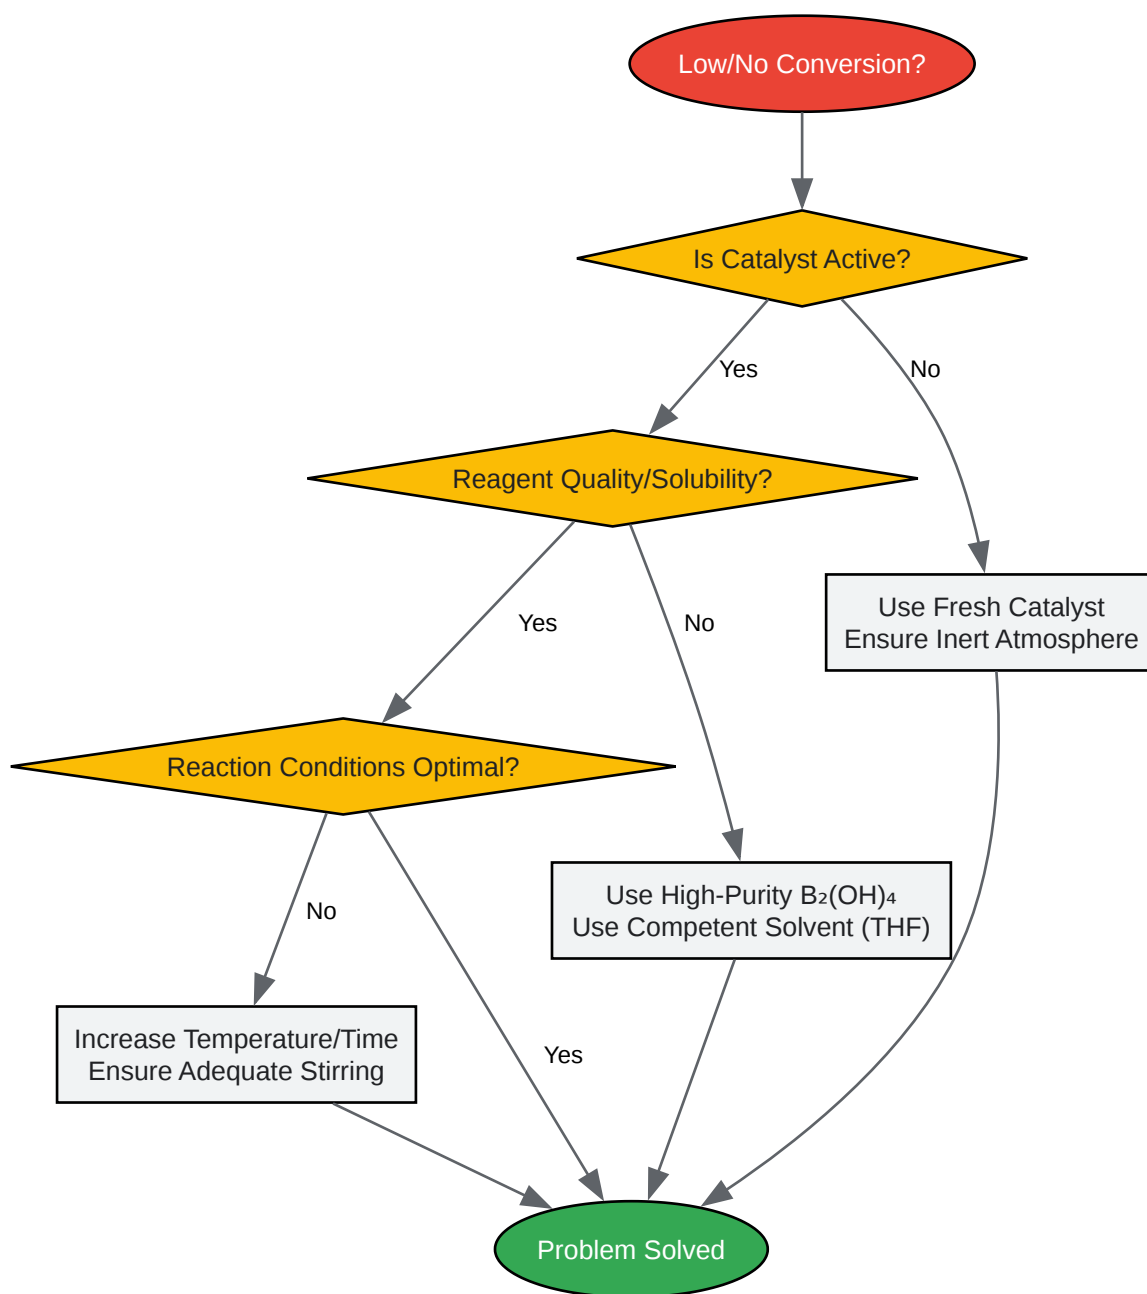 Low/No Conversion?
Is Catalyst Active?
Yes
No
Reagent Quality/Solubility?
Use Fresh Catalyst
Ensure Inert Atmosphere
Yes
No
Reaction Conditions Optimal?
Use High-Purity B₂(OH)₄
Use Competent Solvent (THF)
No
Increase Temperature/Time
Ensure Adequate Stirring
Yes
Problem Solved